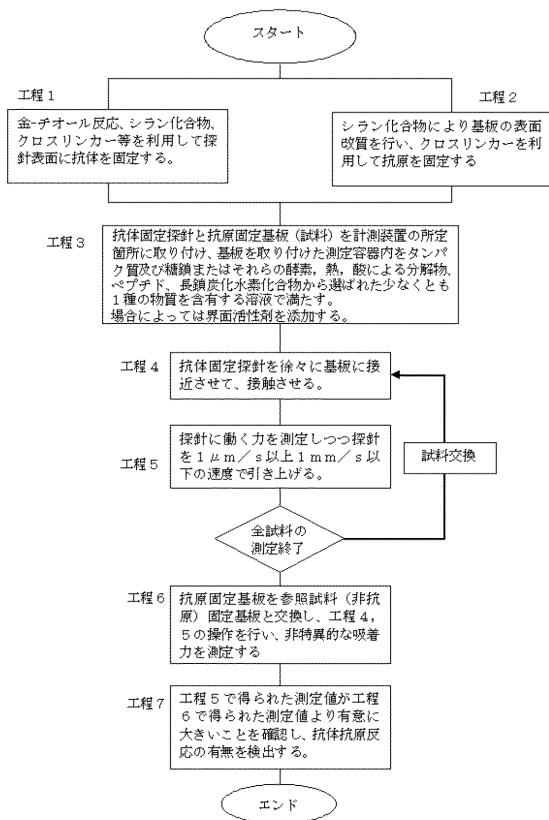 スタート
工程1
金-チオール反応、シラン化合物、
クロスリンカー等を利用して探
針表面に抗体を固定する。
工程2
シラン化合物により基板の表面
改質を行い、クロスリンカーを
利用して抗原を固定する
工程3
抗体固定探針と抗原固定基板（試料）を計測装置の所定
箇所に取り付け、基板を取り付けた測定容器内をタンパ
ク質及び糖鎖またはそれらの酵素，熱，酸による分解物、
ペプチド、長鎖炭化水素化合物から選ばれた少なくとも
１種の物質を含有する溶液で満たす。
場合によっては界面活性剤を添加する。
工程4
抗体固定探針を徐々に基板に接
近させて、接触させる。
工程5
探針に働く力を測定しつつ探針
を１μｍ／ｓ以上１ｍｍ／ｓ以
下の速度で引き上げる。
試料交換
全試料の
測定終了
工程6
抗原固定基板を参照試料（非抗
原）固定基板と交換し、工程４，
５の操作を行い、非特異的な吸着
力を測定する
工程7
工程５で得られた測定値が工程
６で得られた測定値より有意に
大きいことを確認し、抗体抗原反
応の有無を検出する。
エンド